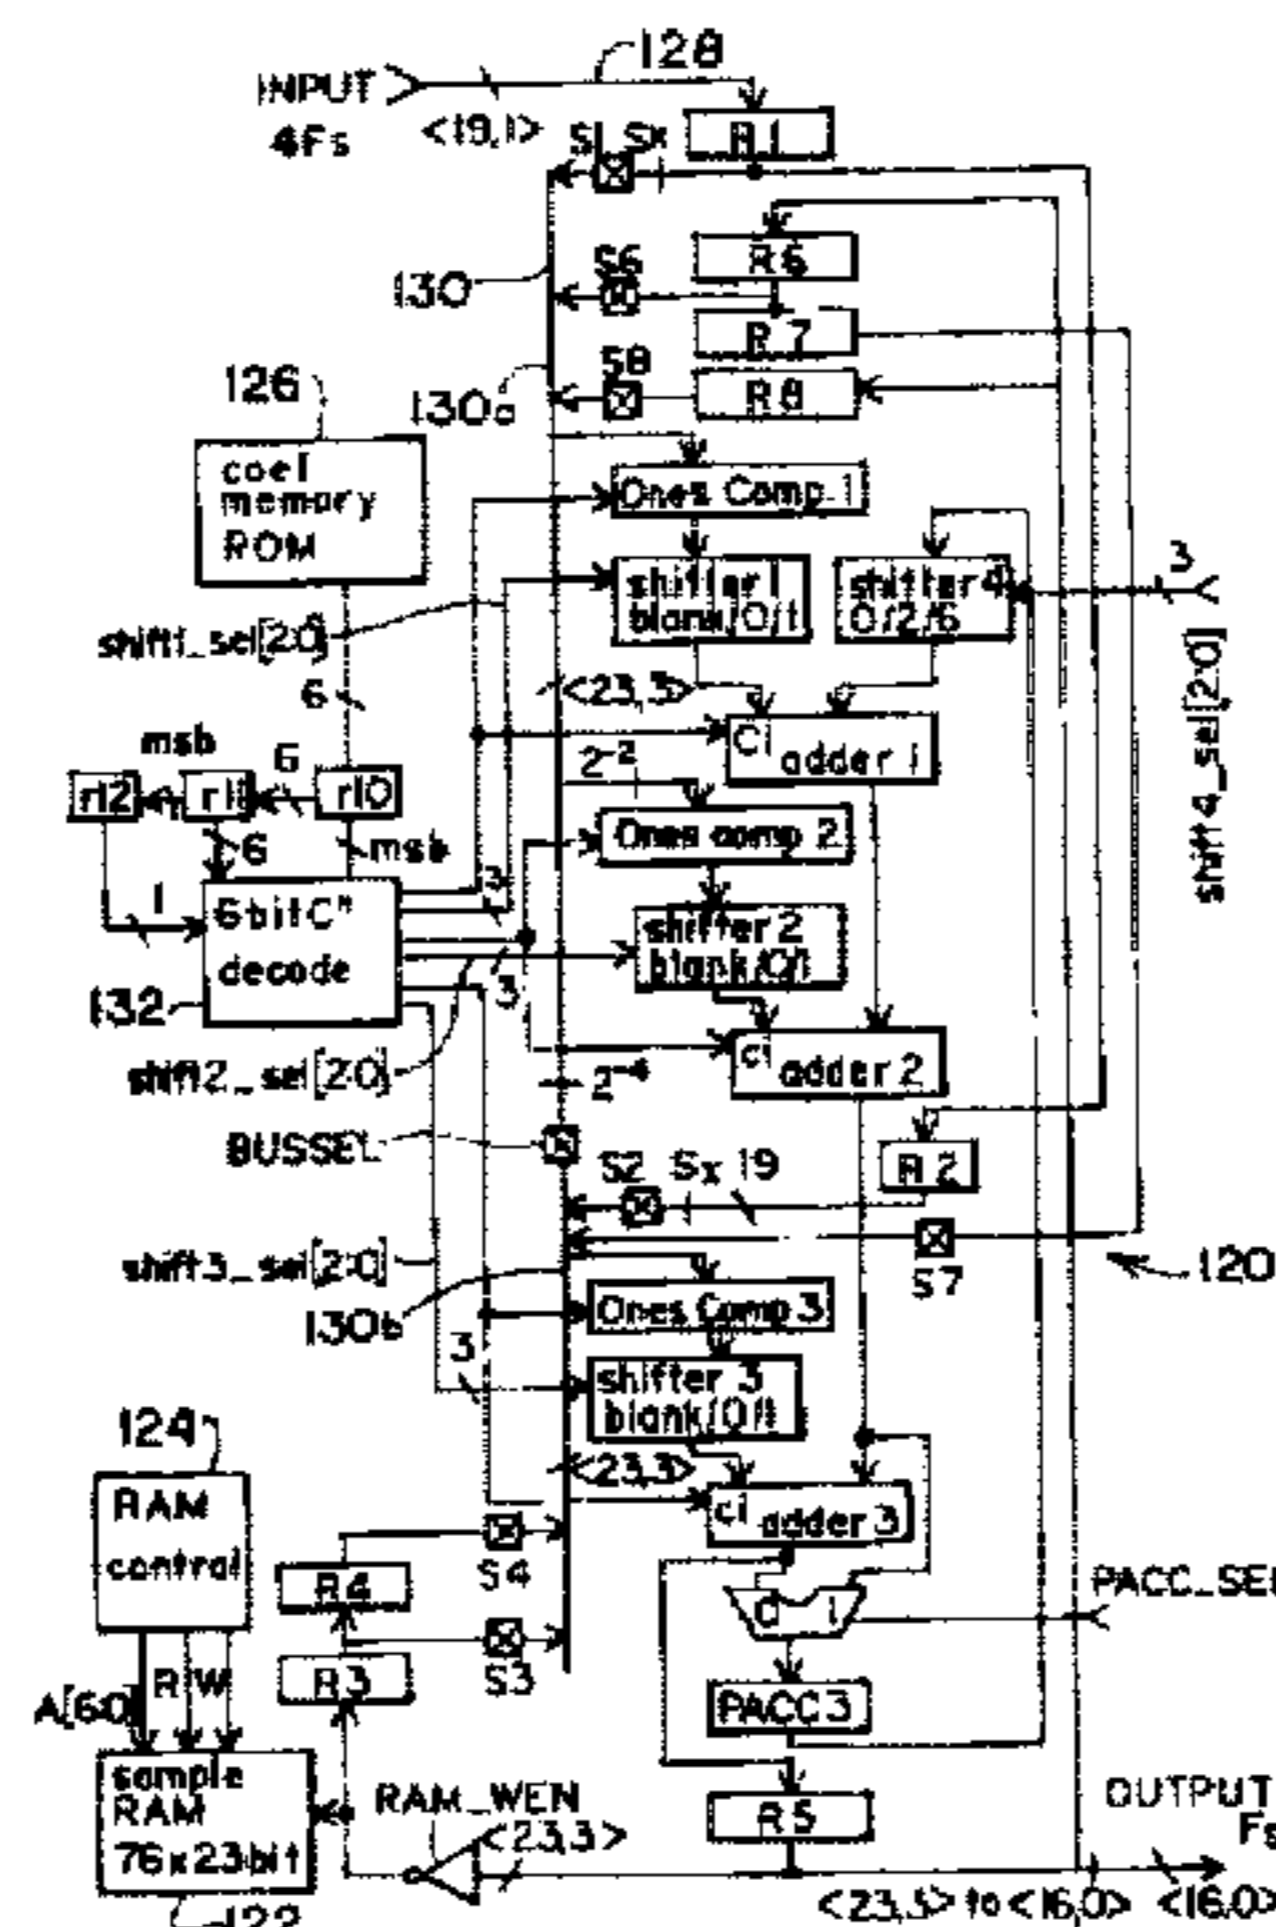 128
INPUT
4Fs
<19,1>
R1
S1 Sx
R6
S6
130
R7
S8
R8
126
130a
coef
memory
ROM
Ones Comp 1
shifter 1
blank/0/1
shifter 4
0/2/6
3
shift1_sel[2:0]
shift4_sel[2:0]
6
<23,3>
msb
6
Ci
adder 1
2-2
r12
r11
r10
6
msb
Ones comp 2
1
3
6bit C"
decode
shifter 2
blank/0/1
3
132
ci
adder 2
shift2_sel[2:0]
2-4
BUSSEL
R2
S2 Sx 19
shift3_sel[2:0]
120
S7
130b
Ones Comp 3
3
shifter 3
blank/0/1
124
<23,3>
RAM
control
ci
adder 3
S4
R4
0 1
PACC_SEL
R W
R3
S3
PACC3
A[6:0]
sample
RAM
76x23bit
RAM_WEN
<23,3>
R5
OUTPUT
Fs
<23,3> to <16,0>
<16,0>
122